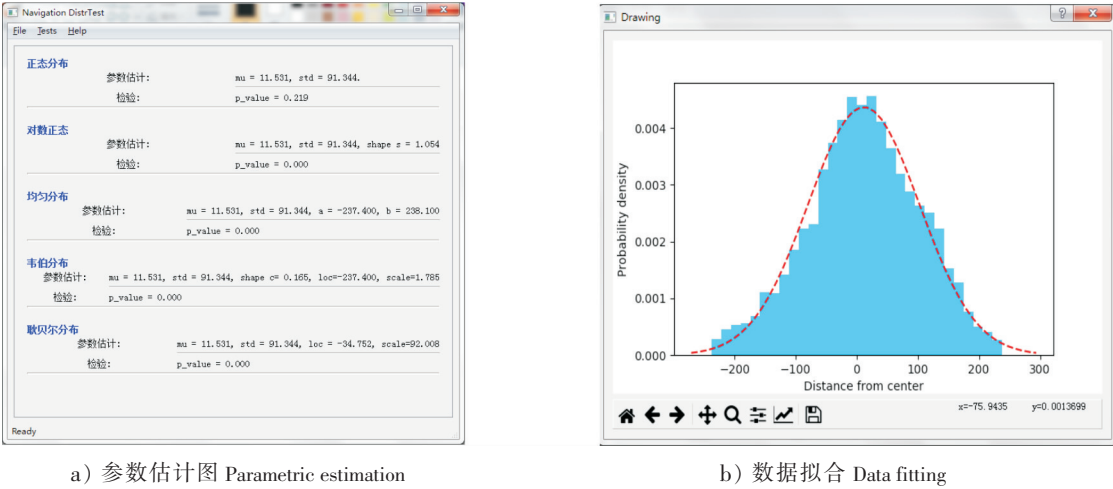 Navigation DistrTest
File Tests Help
正态分布
参数估计: mu = 11.531, std = 91.344.
检验: p_value = 0.219
对数正态
参数估计: mu = 11.531, std = 91.344, shape s = 1.054
检验: p_value = 0.000
均匀分布
参数估计: mu = 11.531, std = 91.344, a = -237.400, b = 238.100
检验: p_value = 0.000
韦伯分布
参数估计: mu = 11.531, std = 91.344, shape c= 0.165, loc=-237.400, scale=1.785
检验: p_value = 0.000
耿贝尔分布
参数估计: mu = 11.531, std = 91.344, loc = -34.752, scale=92.008
检验: p_value = 0.000
Ready
a) 参数估计图 Parametric estimation
Drawing
Probability density
0.004
0.003
0.002
0.001
0.000
−200 −100 0 100 200 300
Distance from center
x=-75.9435 y=0.0013699
b) 数据拟合 Data fitting